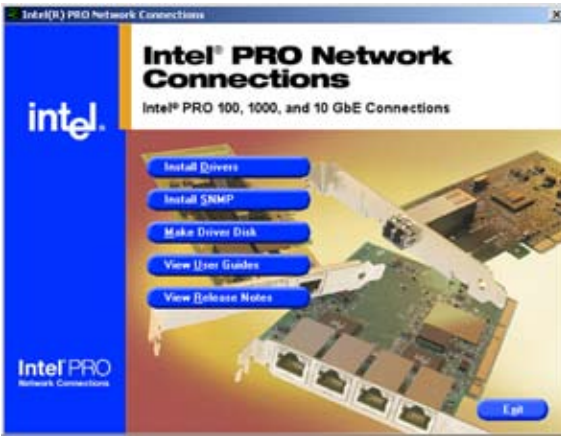 Intel(R) PRO Network Connections
Intel® PRO Network
Connections
Intel® PRO 100, 1000, and 10 GbE Connections
intel.
Install Drivers
Install SNMP
Make Driver Disk
View User Guides
View Release Notes
Intel PRO
Network Connections
Exit